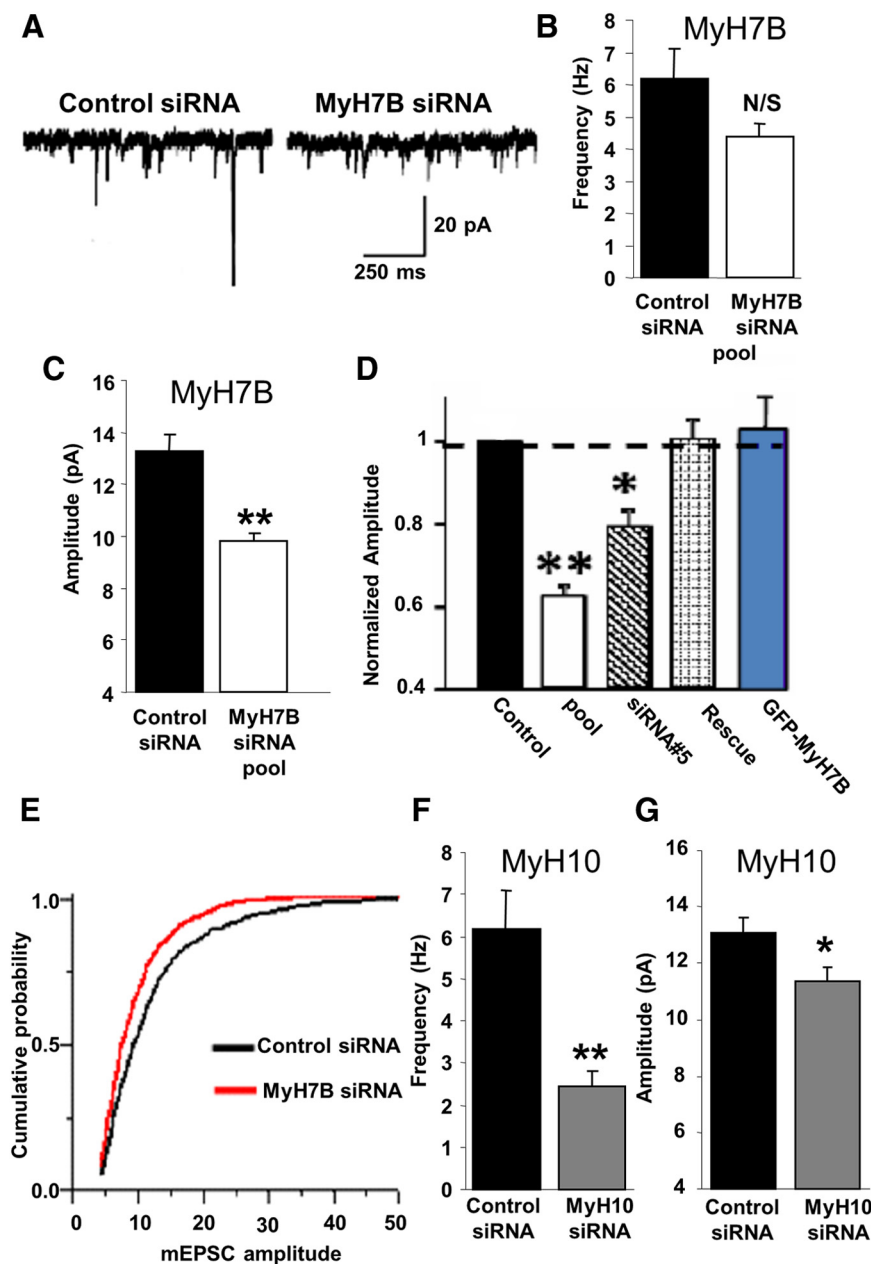 A
Control siRNA
MyH7B siRNA
20 pA
250 ms
B
MyH7B
Frequency (Hz)
8
7
6
5
4
3
2
1
0
N/S
Control
siRNA
MyH7B
siRNA
pool
C
MyH7B
Amplitude (pA)
16
14
12
10
8
6
4
**
Control
siRNA
MyH7B
siRNA
pool
D
Normalized Amplitude
1
0.8
0.6
0.4
**
*
Control
pool
siRNA#5
Rescue
GFP-MyH7B
E
Cumulative probability
1.0
0.5
0.0
Control siRNA
MyH7B siRNA
0
10
20
30
40
50
mEPSC amplitude
F
MyH10
Frequency (Hz)
8
7
6
5
4
3
2
1
0
**
Control
siRNA
MyH10
siRNA
G
MyH10
Amplitude (pA)
16
14
12
10
8
6
4
*
Control
siRNA
MyH10
siRNA